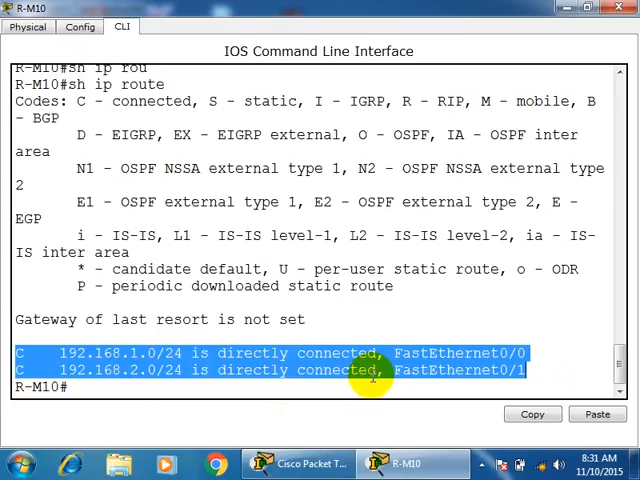 R-M10
Physical
Config
CLI
IOS Command Line Interface
R-M10#sh ip rou
R-M10#sh ip route
Codes: C - connected, S - static, I - IGRP, R - RIP, M - mobile, B
- BGP
D - EIGRP, EX - EIGRP external, O - OSPF, IA - OSPF inter
area
N1 - OSPF NSSA external type 1, N2 - OSPF NSSA external type
2
E1 - OSPF external type 1, E2 - OSPF external type 2, E -
EGP
i - IS-IS, L1 - IS-IS level-1, L2 - IS-IS level-2, ia - IS-
IS inter area
* - candidate default, U - per-user static route, o - ODR
P - periodic downloaded static route
Gateway of last resort is not set
C 192.168.1.0/24 is directly connected, FastEthernet0/0
C 192.168.2.0/24 is directly connected, FastEthernet0/1
R-M10#
Copy
Paste
Cisco Packet T...
R-M10
8:31 AM
11/10/2015